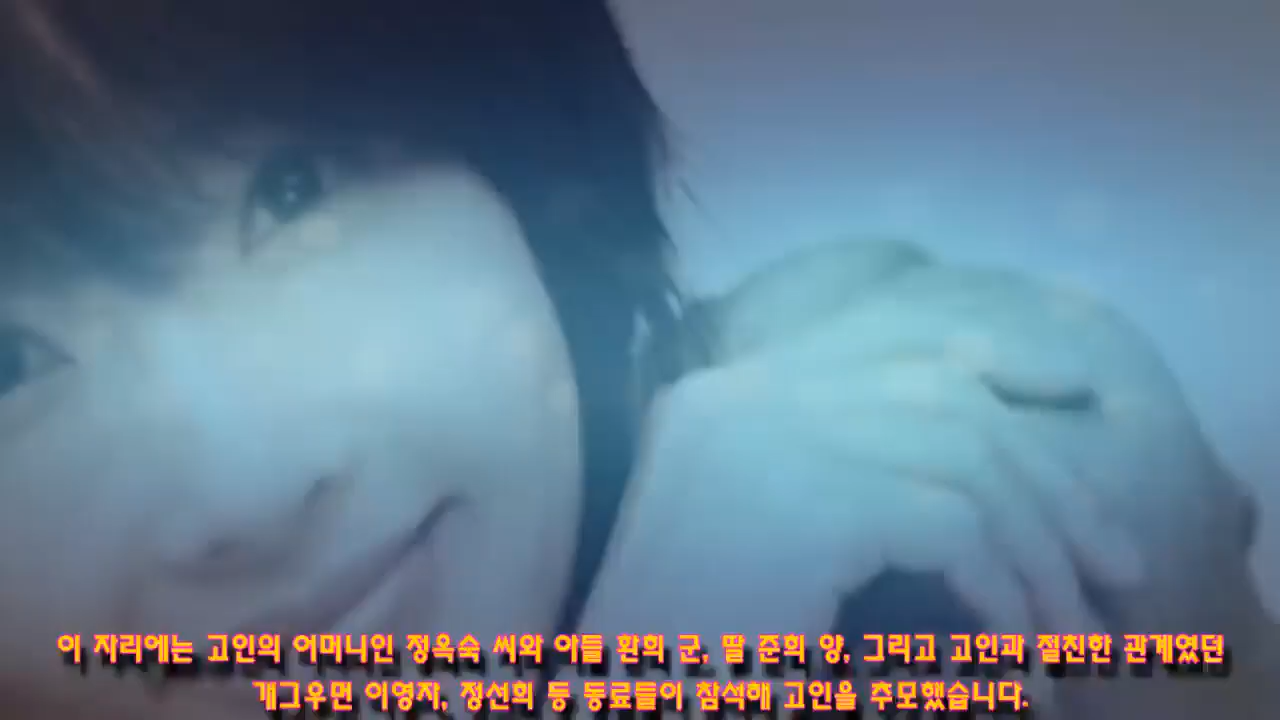 이 자리에는 고인의 어머니인 정옥숙 씨와 아들 환희 군, 딸 준희 양, 그리고 고인과 절친한 관계였던
개그우먼 이영자, 정선희 등 동료들이 참석해 고인을 추모했습니다.